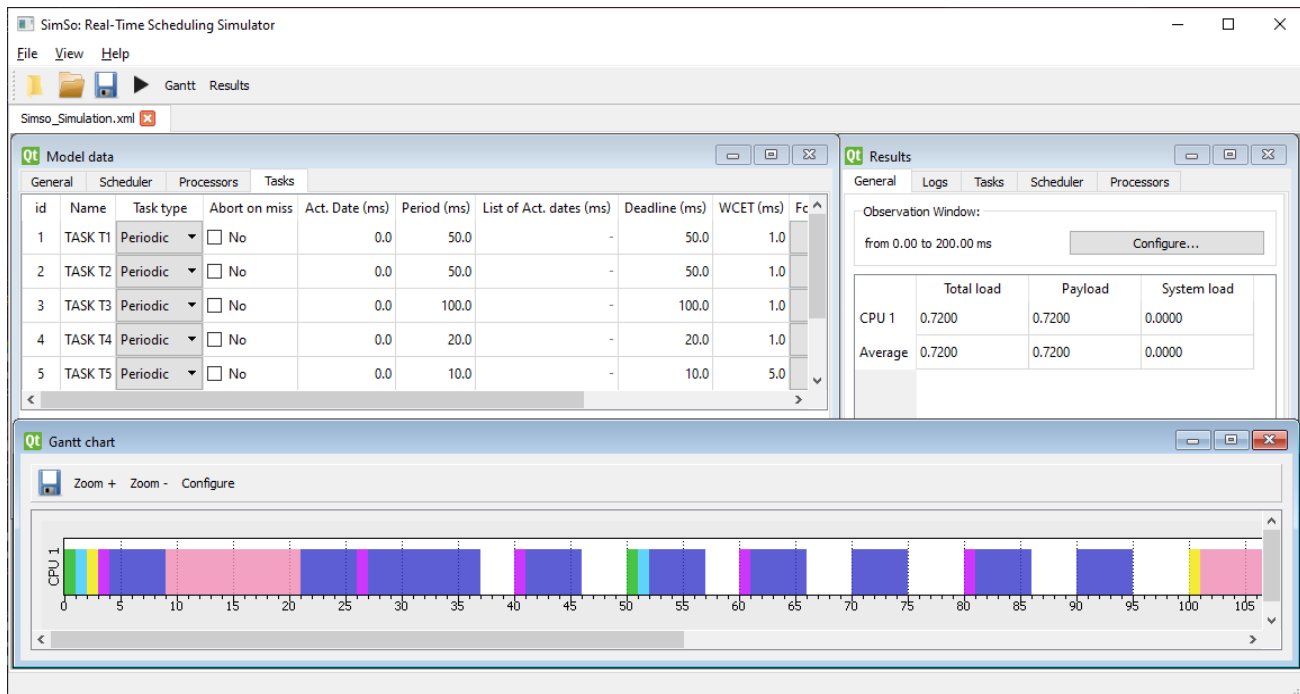 SimSo: Real-Time Scheduling Simulator
File View Help
Gantt Results
Simso_Simulation.xml
Qt Model data
General Scheduler Processors Tasks
id Name Task type Abort on miss Act. Date (ms) Period (ms) List of Act. dates (ms) Deadline (ms) WCET (ms) Fc
1 TASK T1 Periodic No 0.0 50.0 - 50.0 1.0
2 TASK T2 Periodic No 0.0 50.0 - 50.0 1.0
3 TASK T3 Periodic No 0.0 100.0 - 100.0 1.0
4 TASK T4 Periodic No 0.0 20.0 - 20.0 1.0
5 TASK T5 Periodic No 0.0 10.0 - 10.0 5.0
Qt Results
General Logs Tasks Scheduler Processors
Observation Window:
from 0.00 to 200.00 ms Configure...
Total load Payload System load
CPU 1 0.7200 0.7200 0.0000
Average 0.7200 0.7200 0.0000
Qt Gantt chart
Zoom + Zoom - Configure
CPU 1
0 5 10 15 20 25 30 35 40 45 50 55 60 65 70 75 80 85 90 95 100 105